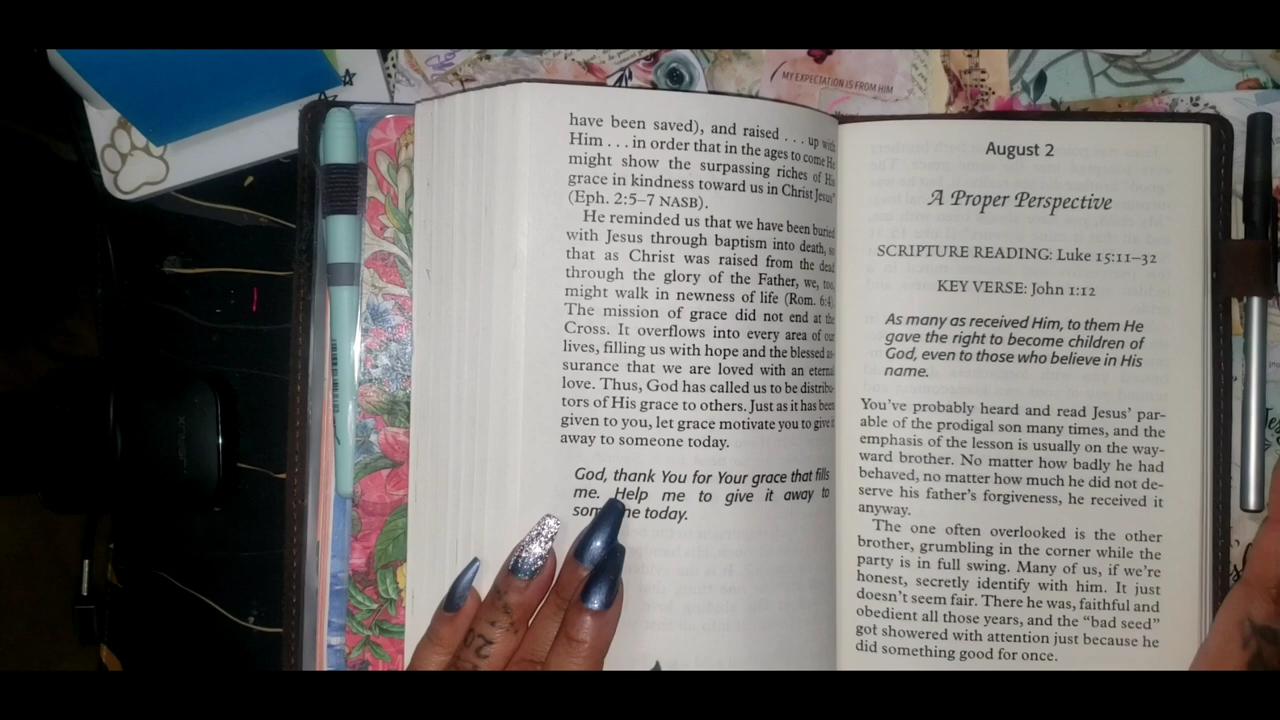 MY EXPECTATION IS FROM HIM
have been saved), and raised . . . up with
Him . . . in order that in the ages to come He
might show the surpassing riches of His
grace in kindness toward us in Christ Jesus"
(Eph. 2:5–7 NASB).
He reminded us that we have been buried
with Jesus through baptism into death, so
that as Christ was raised from the dead
through the glory of the Father, we, too,
might walk in newness of life (Rom. 6:4).
The mission of grace did not end at the
Cross. It overflows into every area of our
lives, filling us with hope and the blessed as-
surance that we are loved with an eternal
love. Thus, God has called us to be distribu-
tors of His grace to others. Just as it has been
given to you, let grace motivate you to give it
away to someone today.
God, thank You for Your grace that fills
me. Help me to give it away to
someone today.
August 2
A Proper Perspective
SCRIPTURE READING: Luke 15:11–32
KEY VERSE: John 1:12
As many as received Him, to them He
gave the right to become children of
God, even to those who believe in His
name.
You've probably heard and read Jesus' par-
able of the prodigal son many times, and the
emphasis of the lesson is usually on the way-
ward brother. No matter how badly he had
behaved, no matter how much he did not de-
serve his father's forgiveness, he received it
anyway.
The one often overlooked is the other
brother, grumbling in the corner while the
party is in full swing. Many of us, if we're
honest, secretly identify with him. It just
doesn't seem fair. There he was, faithful and
obedient all those years, and the "bad seed"
got showered with attention just because he
did something good for once.